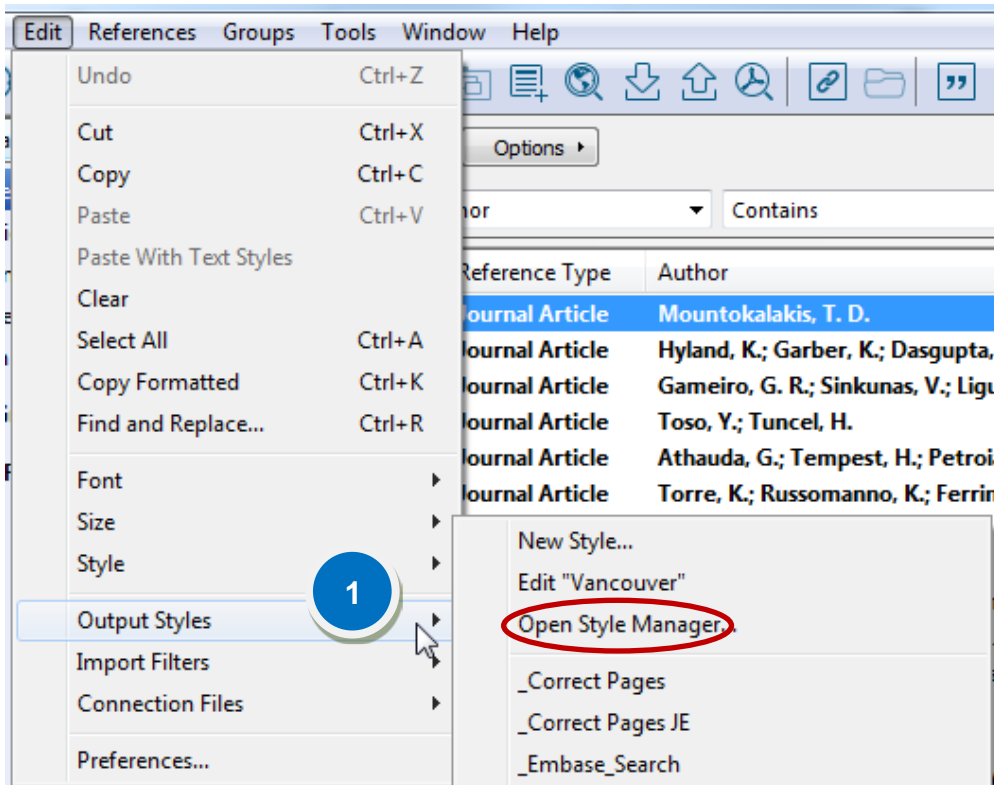 Edit References Groups Tools Window Help
Undo Ctrl+Z
Cut Ctrl+X
Options
Copy Ctrl+C
Paste Ctrl+V
Contains
Paste With Text Styles
Reference Type Author
Clear
Journal Article Mountokalakis, T. D.
Select All Ctrl+A
Journal Article Hyland, K.; Garber, K.; Dasgupta,
Copy Formatted Ctrl+K
Journal Article Gameiro, G. R.; Sinkunas, V.; Ligu
Find and Replace... Ctrl+R
Journal Article Toso, Y.; Tuncel, H.
Journal Article Athauda, G.; Tempest, H.; Petroi
Font
Journal Article Torre, K.; Russomanno, K.; Ferrin
Size
New Style...
Style
Edit "Vancouver"
1
Output Styles
Open Style Manager...
Import Filters
_Correct Pages
Connection Files
_Correct Pages JE
Preferences...
_Embase_Search